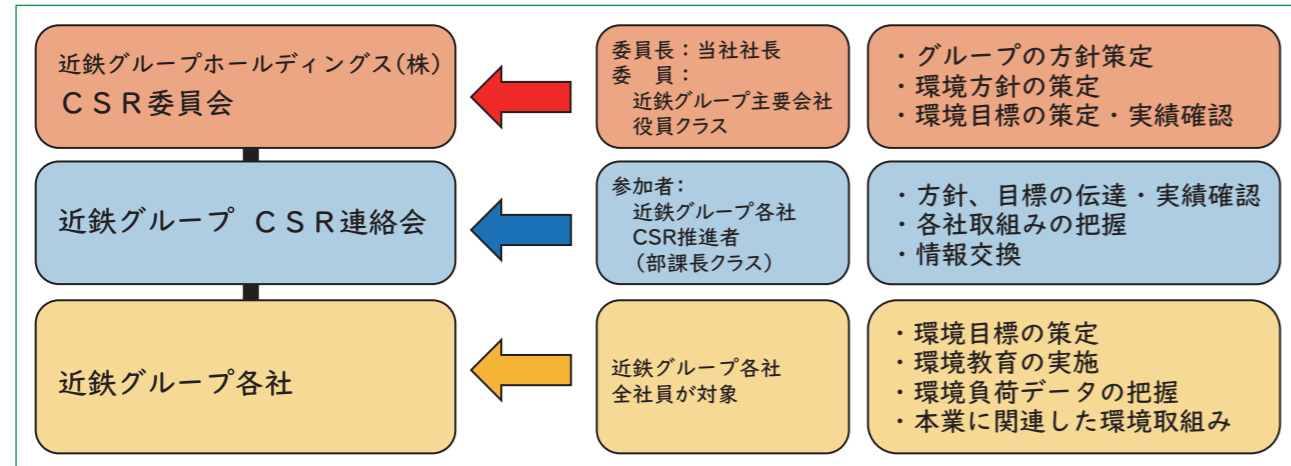 近鉄グループホールディングス(株)
CSR委員会
委員長：当社社長
委　員：
近鉄グループ主要会社
役員クラス
・グループの方針策定
・環境方針の策定
・環境目標の策定・実績確認
近鉄グループ CSR連絡会
参加者：
近鉄グループ各社
CSR推進者
（部課長クラス）
・方針、目標の伝達・実績確認
・各社取組みの把握
・情報交換
近鉄グループ各社
近鉄グループ各社
全社員が対象
・環境目標の策定
・環境教育の実施
・環境負荷データの把握
・本業に関連した環境取組み